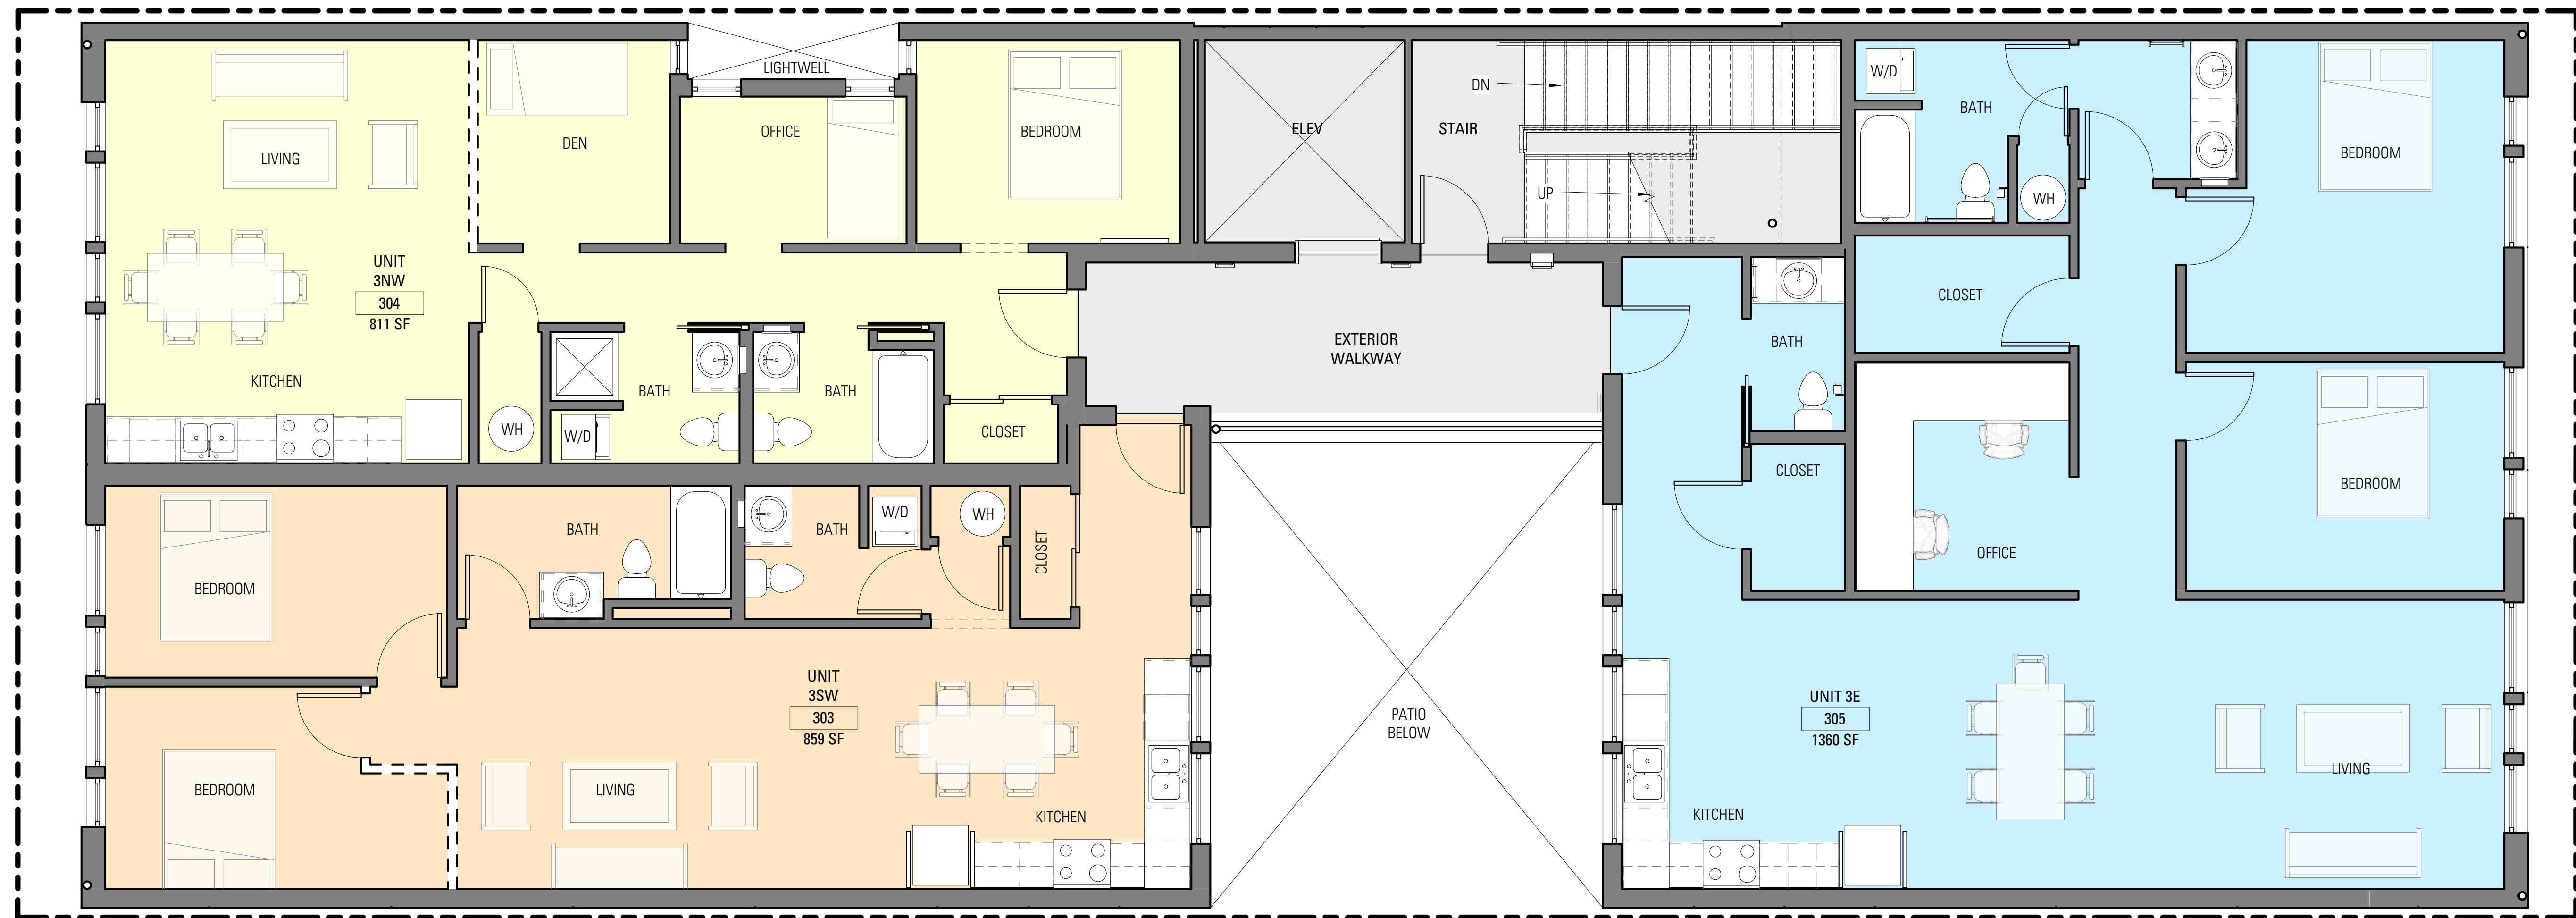 LIGHTWELL
LIVING
DEN
OFFICE
BEDROOM
UNIT
3NW
304
811 SF
KITCHEN
WH
W/D
BATH
BATH
CLOSET
ELEV
STAIR
DN
UP
EXTERIOR
WALKWAY
W/D
BATH
WH
BEDROOM
CLOSET
BATH
CLOSET
OFFICE
BEDROOM
BEDROOM
BATH
BATH
W/D
WH
CLOSET
BEDROOM
UNIT
3SW
303
859 SF
LIVING
KITCHEN
PATIO
BELOW
UNIT 3E
305
1360 SF
LIVING
KITCHEN